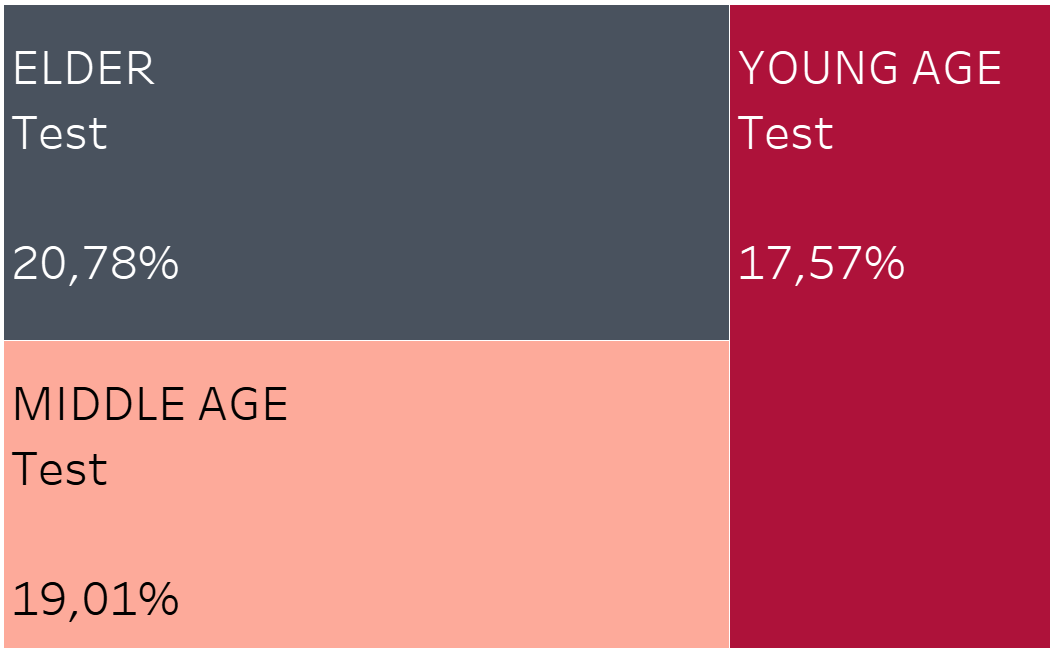 ELDER
Test
20,78%
YOUNG AGE
Test
17,57%
MIDDLE AGE
Test
19,01%